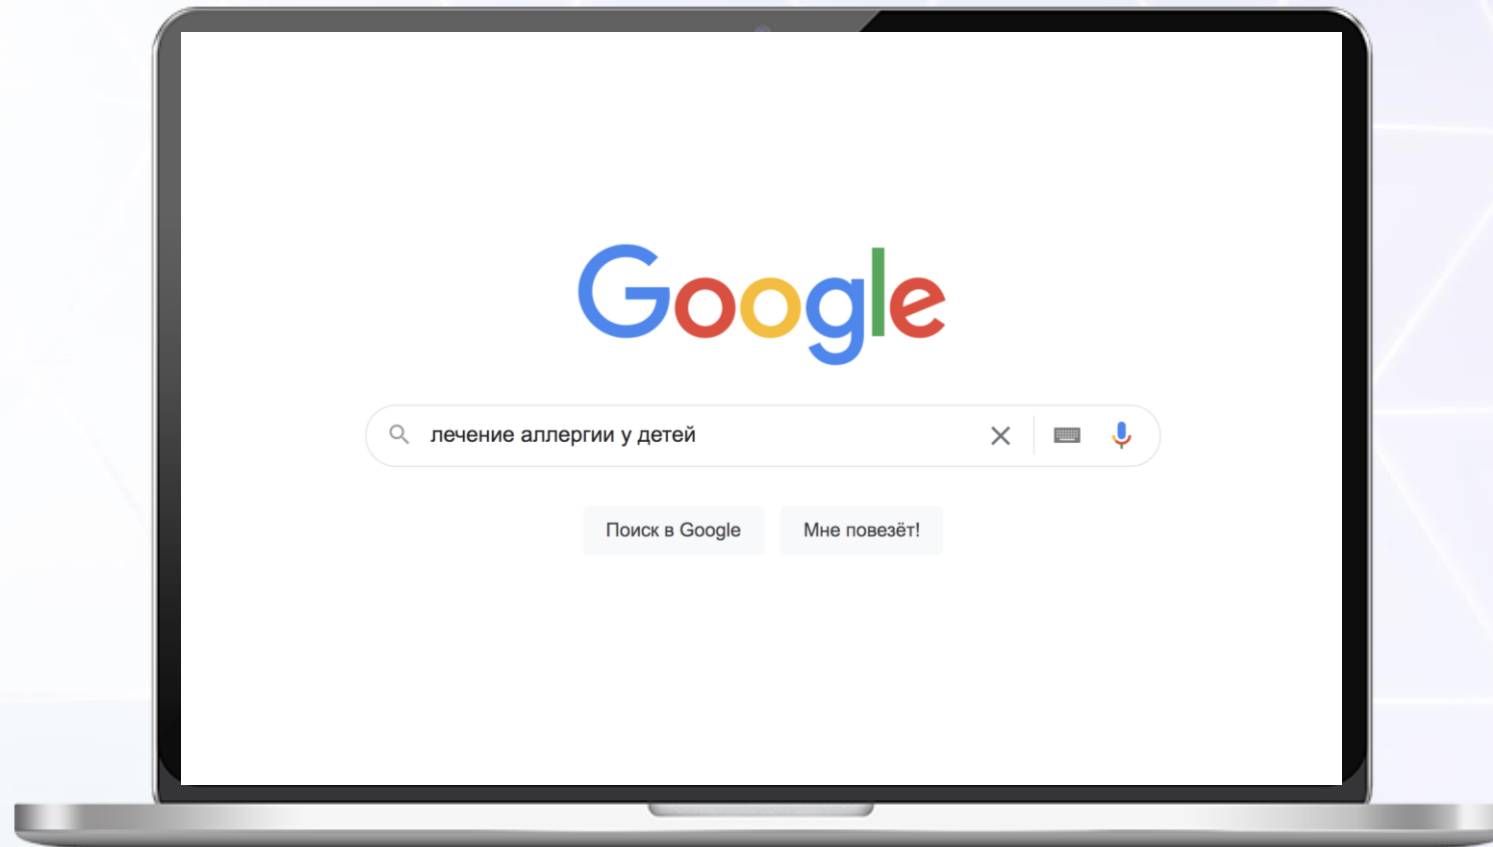 Google
лечение аллергии у детей
Поиск в Google
Мне повезёт!